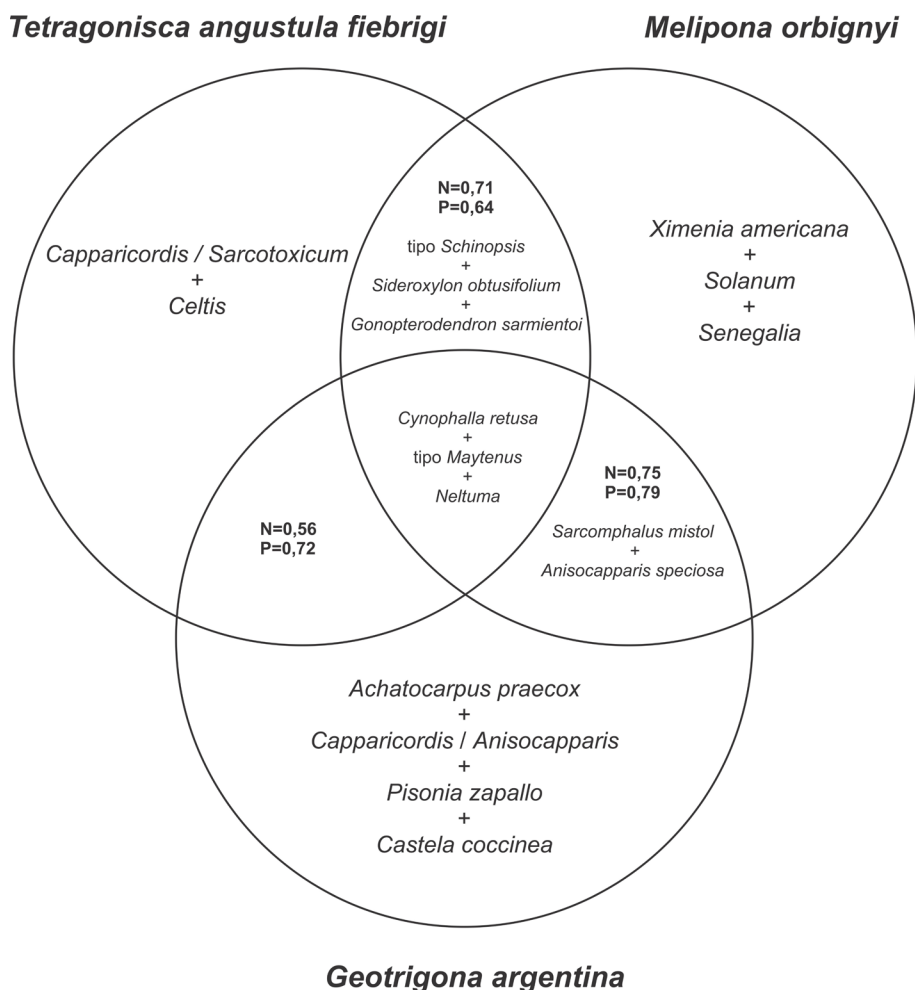 Tetragonisca angustula fiebrigi
Melipona orbignyi
N=0,71
P=0,64
tipo Schinopsis
+
Sideroxylon obtusifolium
+
Gonopterodendron sarmientoi
Capparicordis / Sarcotoxicum
+
Celtis
Ximenia americana
+
Solanum
+
Senegalia
Cynophalla retusa
+
tipo Maytenus
+
Neltuma
N=0,75
P=0,79
Sarcomphalus mistol
+
Anisocapparis speciosa
N=0,56
P=0,72
Achatocarpus praecox
+
Capparicordis / Anisocapparis
+
Pisonia zapallo
+
Castela coccinea
Geotrigona argentina